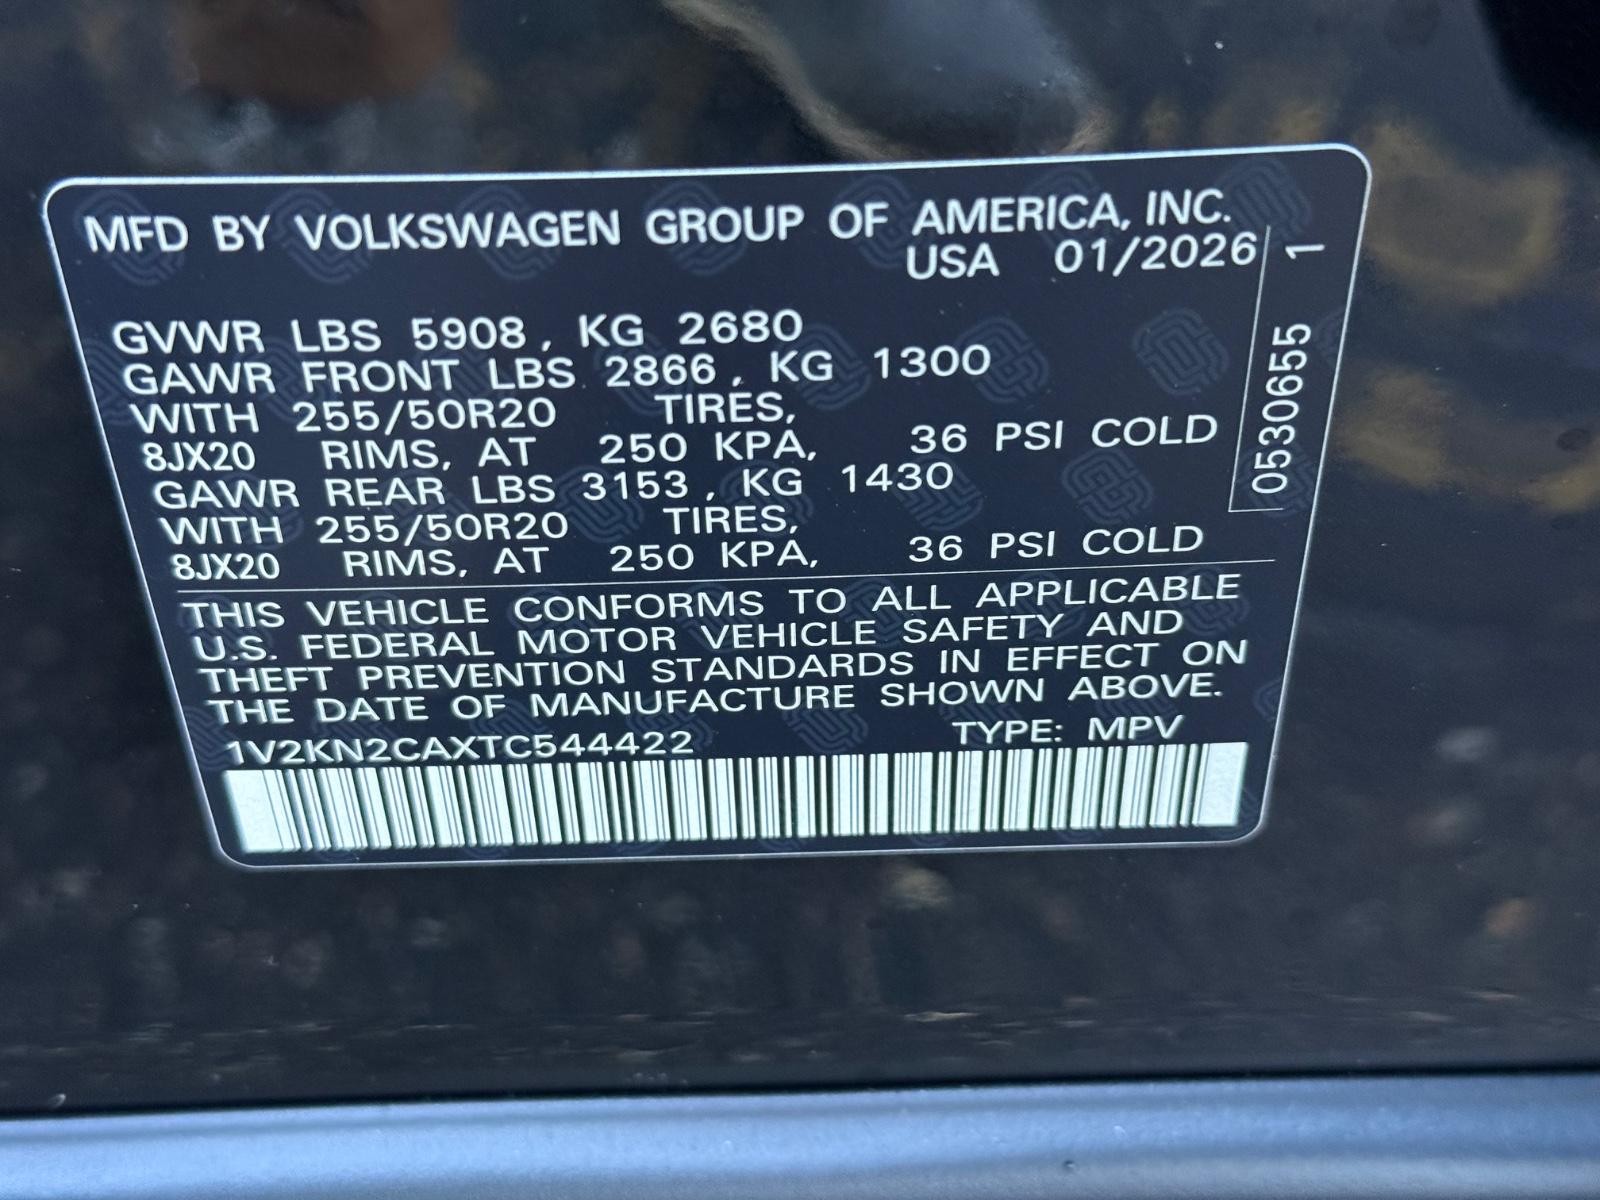 MFD BY VOLKSWAGEN GROUP OF AMERICA, INC.
USA 01/2026
GVWR LBS 5908, KG 2680
GAWR FRONT LBS 2866, KG 1300
WITH 255/50R20 TIRES,
8JX20 RIMS, AT 250 KPA, 36 PSI COLD
GAWR REAR LBS 3153, KG 1430
WITH 255/50R20 TIRES,
8JX20 RIMS, AT 250 KPA, 36 PSI COLD
THIS VEHICLE CONFORMS TO ALL APPLICABLE
U.S. FEDERAL MOTOR VEHICLE SAFETY AND
THEFT PREVENTION STANDARDS IN EFFECT ON
THE DATE OF MANUFACTURE SHOWN ABOVE.
1V2KN2CAXTC544422 TYPE: MPV
0530655 1